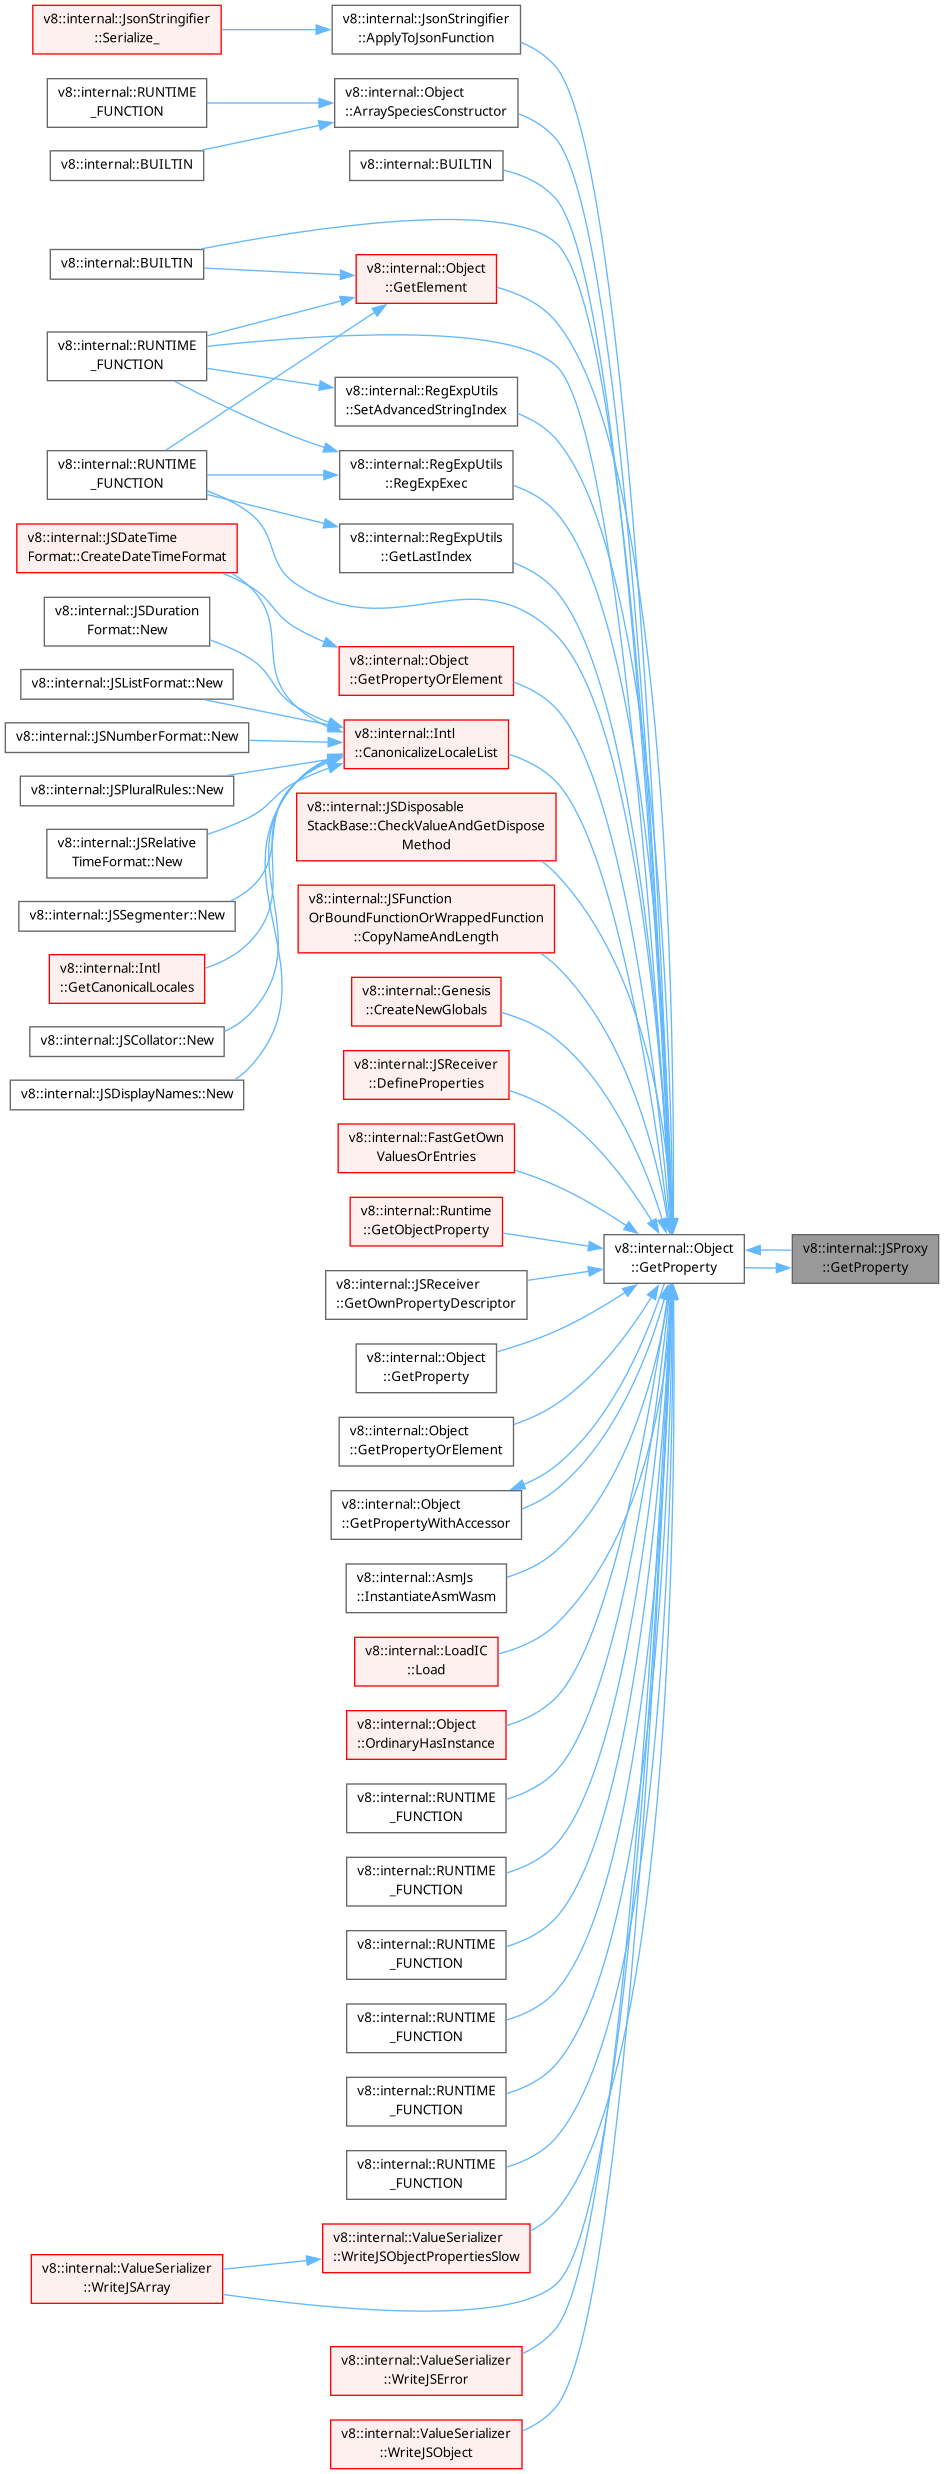 v8::internal::JsonStringifier
::Serialize_
v8::internal::JsonStringifier
::ApplyToJsonFunction
v8::internal::RUNTIME
_FUNCTION
v8::internal::Object
::ArraySpeciesConstructor
v8::internal::BUILTIN
v8::internal::BUILTIN
v8::internal::BUILTIN
v8::internal::Object
::GetElement
v8::internal::RUNTIME
_FUNCTION
v8::internal::RegExpUtils
::SetAdvancedStringIndex
v8::internal::RUNTIME
_FUNCTION
v8::internal::RegExpUtils
::RegExpExec
v8::internal::JSDateTime
Format::CreateDateTimeFormat
v8::internal::RegExpUtils
::GetLastIndex
v8::internal::JSDuration
Format::New
v8::internal::Object
::GetPropertyOrElement
v8::internal::JSListFormat::New
v8::internal::JSNumberFormat::New
v8::internal::Intl
::CanonicalizeLocaleList
v8::internal::JSPluralRules::New
v8::internal::JSDisposable
StackBase::CheckValueAndGetDispose
Method
v8::internal::JSRelative
TimeFormat::New
v8::internal::JSSegmenter::New
v8::internal::JSFunction
OrBoundFunctionOrWrappedFunction
::CopyNameAndLength
v8::internal::Intl
::GetCanonicalLocales
v8::internal::Genesis
::CreateNewGlobals
v8::internal::JSCollator::New
v8::internal::JSReceiver
::DefineProperties
v8::internal::JSDisplayNames::New
v8::internal::FastGetOwn
ValuesOrEntries
v8::internal::Runtime
::GetObjectProperty
v8::internal::Object
::GetProperty
v8::internal::JSProxy
::GetProperty
v8::internal::JSReceiver
::GetOwnPropertyDescriptor
v8::internal::Object
::GetProperty
v8::internal::Object
::GetPropertyOrElement
v8::internal::Object
::GetPropertyWithAccessor
v8::internal::AsmJs
::InstantiateAsmWasm
v8::internal::LoadIC
::Load
v8::internal::Object
::OrdinaryHasInstance
v8::internal::RUNTIME
_FUNCTION
v8::internal::RUNTIME
_FUNCTION
v8::internal::RUNTIME
_FUNCTION
v8::internal::RUNTIME
_FUNCTION
v8::internal::RUNTIME
_FUNCTION
v8::internal::RUNTIME
_FUNCTION
v8::internal::ValueSerializer
::WriteJSObjectPropertiesSlow
v8::internal::ValueSerializer
::WriteJSArray
v8::internal::ValueSerializer
::WriteJSError
v8::internal::ValueSerializer
::WriteJSObject